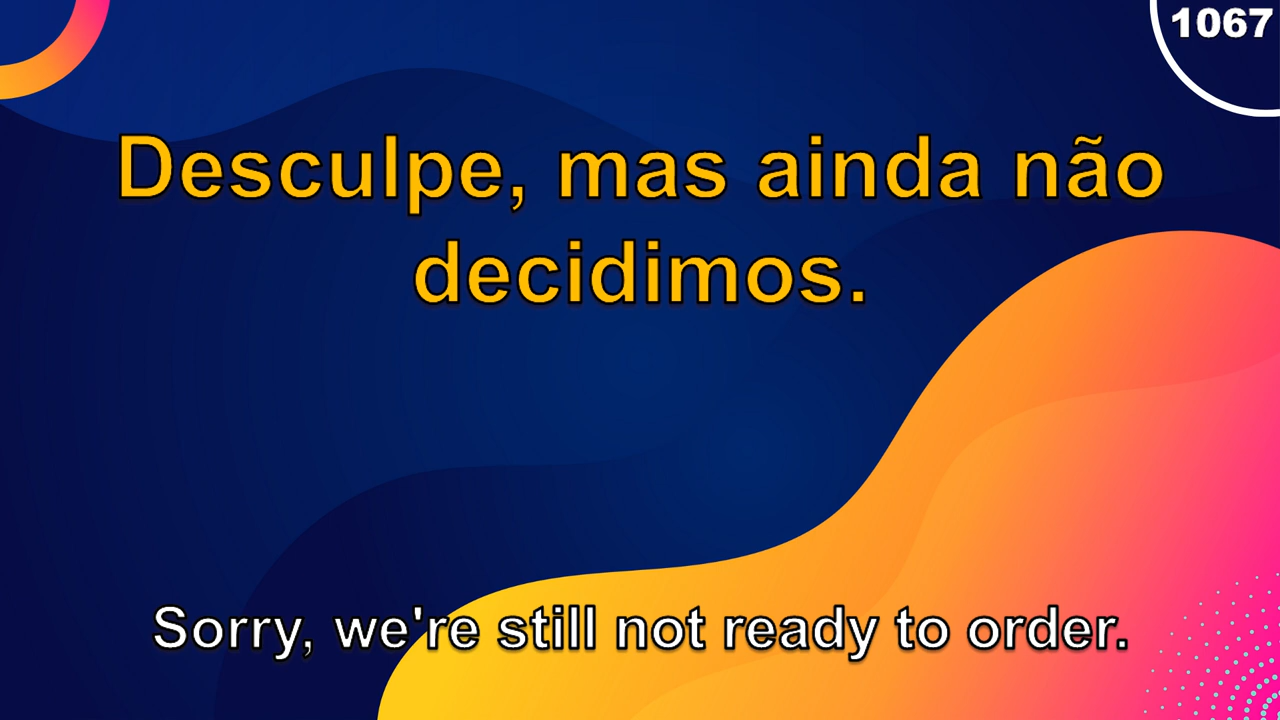 1067
Desculpe, mas ainda não
decidimos.
Sorry, we're still not ready to order.